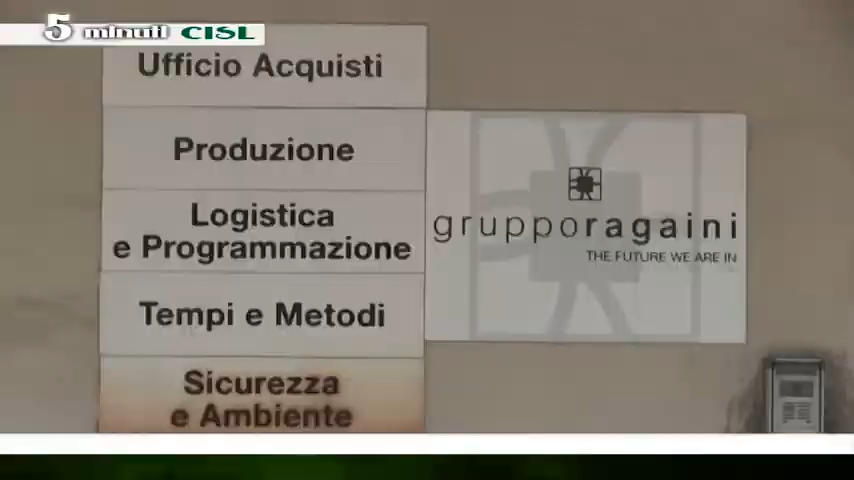 5 minuti CISL
Ufficio Acquisti
Produzione
Logistica
e Programmazione
Tempi e Metodi
Sicurezza
e Ambiente
grupporagaini
THE FUTURE WE ARE IN